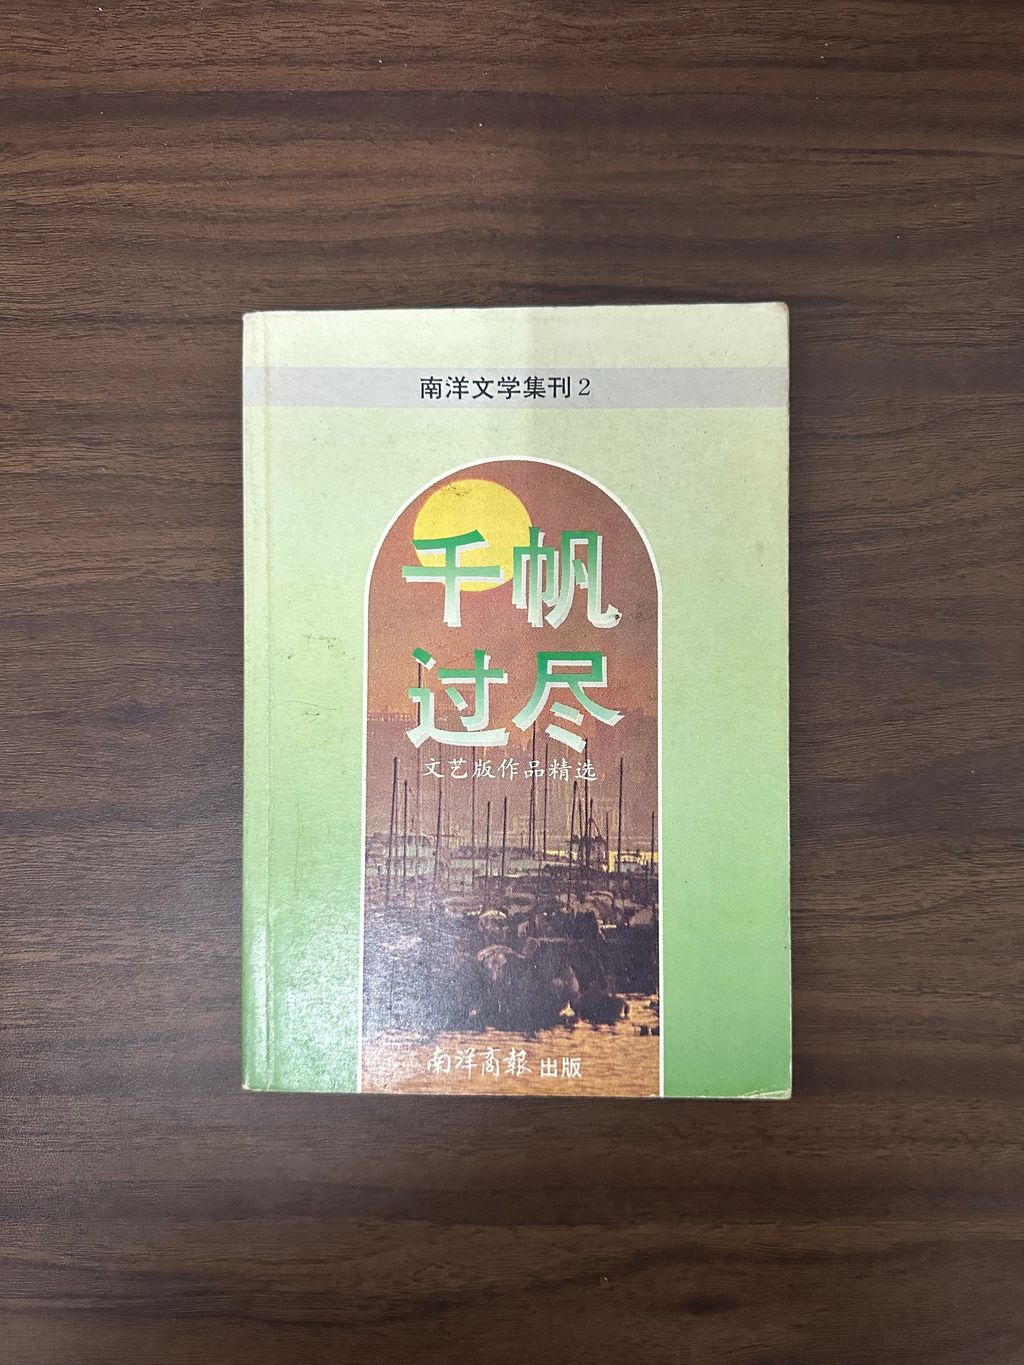 南洋文学集刊2
千帆
过尽
文艺版作品精选
南洋商报 出版